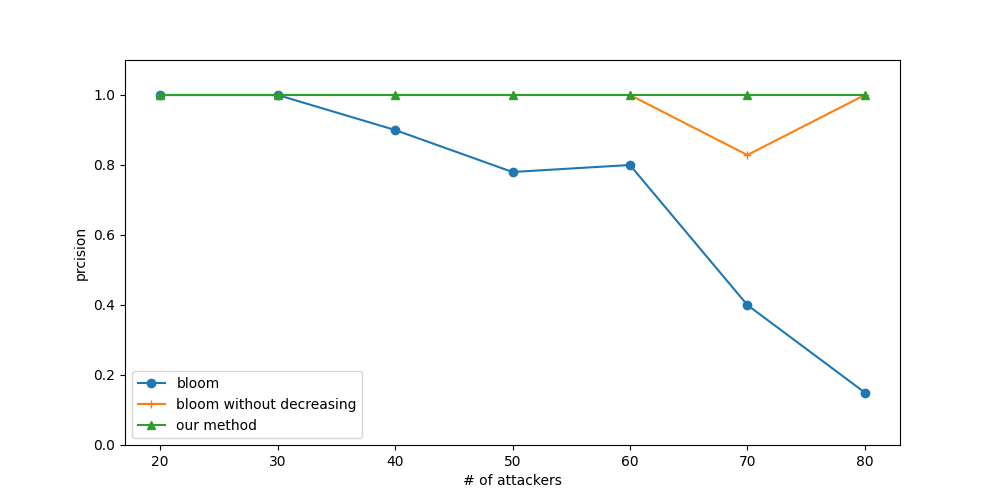 1.0
0.8
0.6
0.4
0.2
0.0
prcision
bloom
bloom without decreasing
our method
20 30 40 50 60 70 80
# of attackers